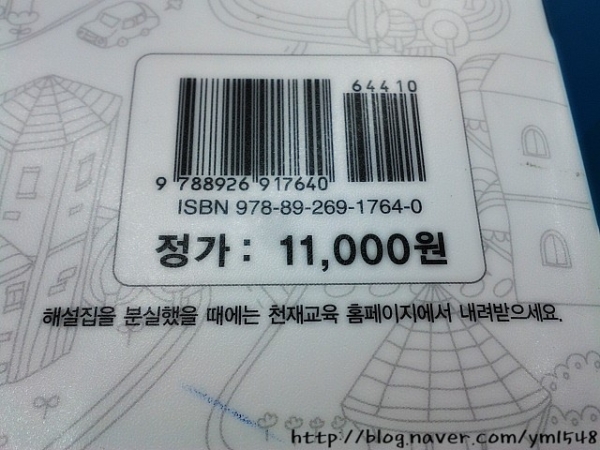 64410
9 788926 917640
ISBN 978-89-269-1764-0
정가 : 11,000원
해설집을 분실했을 때에는 천재교육 홈페이지에서 내려받으세요.
http://blog.naver.com/yml548